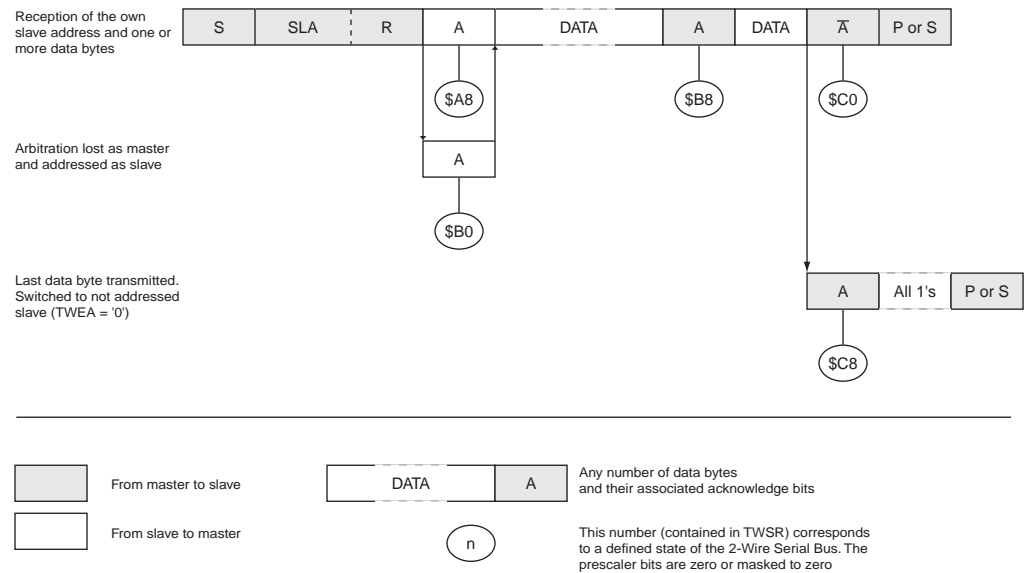 Reception of the own
slave address and one or
more data bytes
S SLA R A DATA A DATA A̅ P or S
$A8 $B8 $C0
Arbitration lost as master
and addressed as slave
A
$B0
Last data byte transmitted.
Switched to not addressed
slave (TWEA = '0')
A All 1's P or S
$C8
From master to slave
DATA A
Any number of data bytes
and their associated acknowledge bits
From slave to master
n
This number (contained in TWSR) corresponds
to a defined state of the 2-Wire Serial Bus. The
prescaler bits are zero or masked to zero